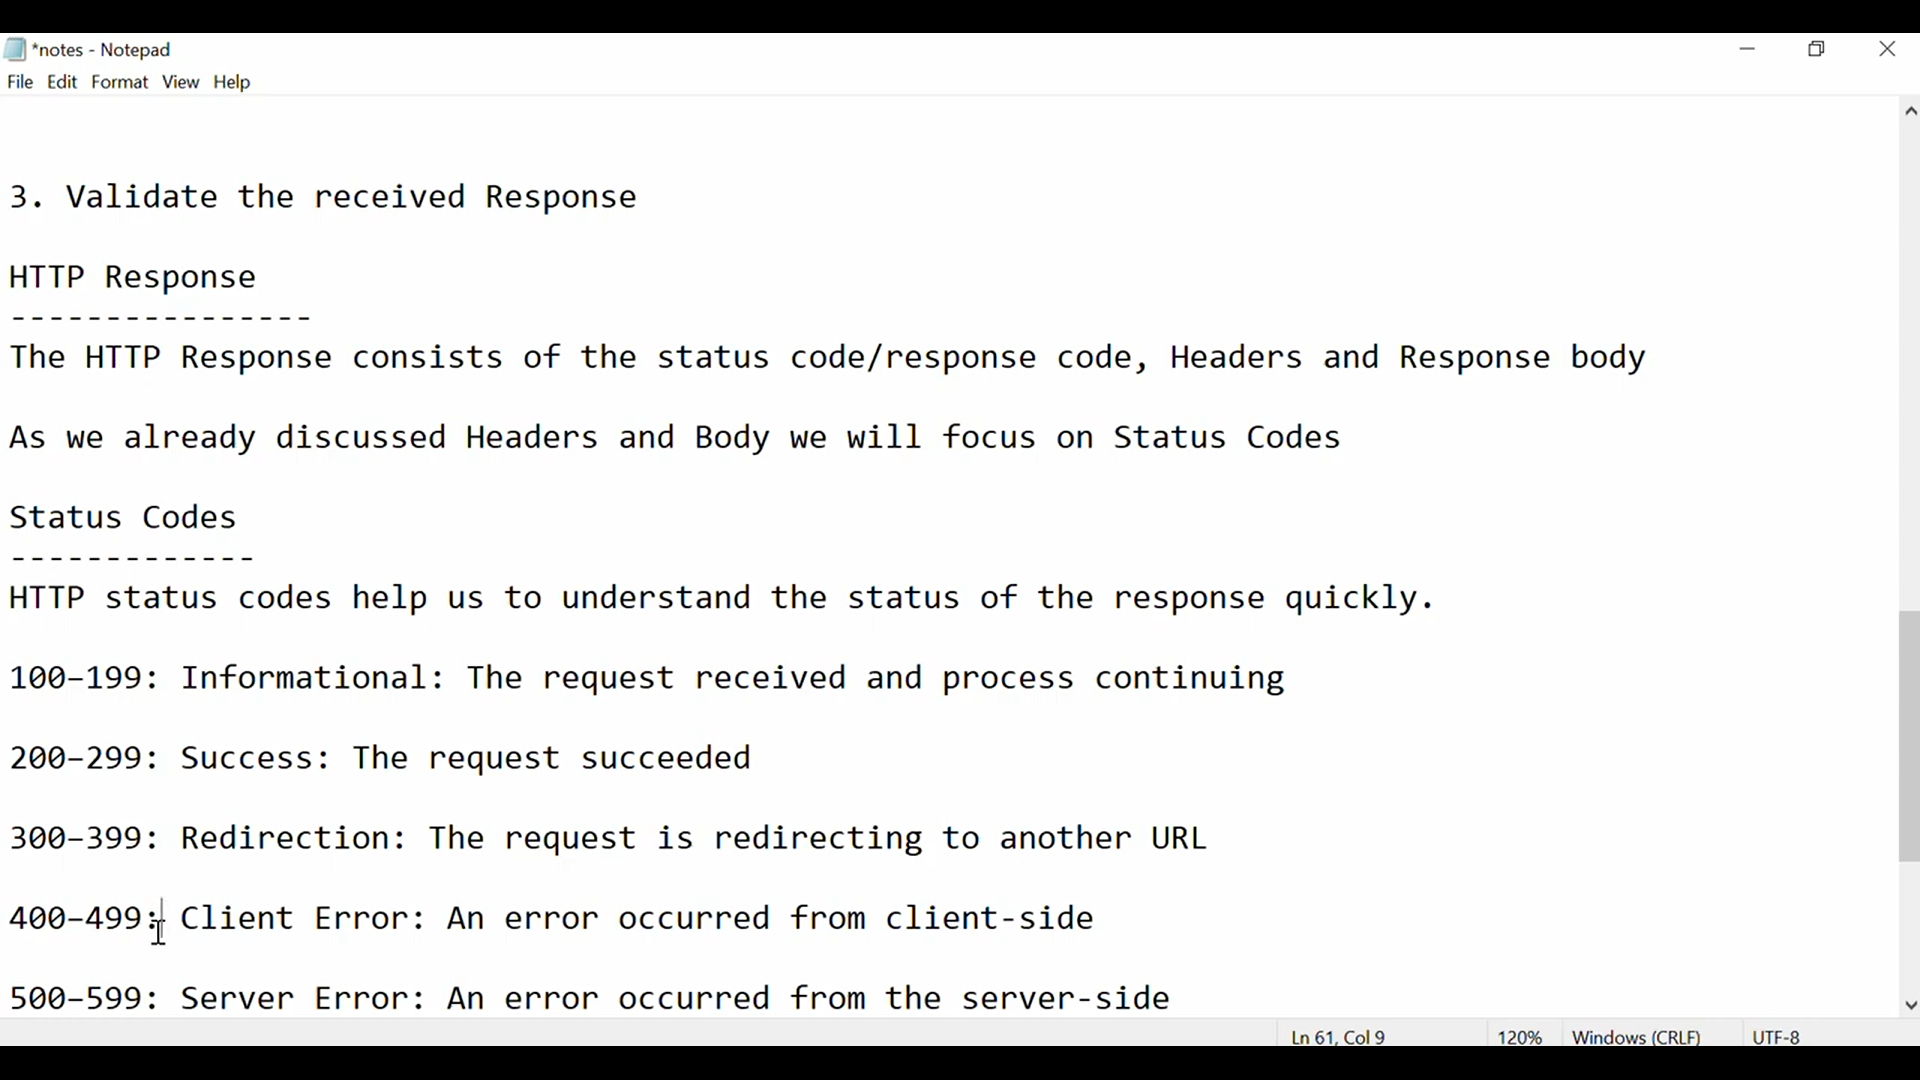 *notes - Notepad
File Edit Format View Help
3. Validate the received Response
HTTP Response
----------------
The HTTP Response consists of the status code/response code, Headers and Response body
As we already discussed Headers and Body we will focus on Status Codes
Status Codes
-------------
HTTP status codes help us to understand the status of the response quickly.
100–199: Informational: The request received and process continuing
200–299: Success: The request succeeded
300–399: Redirection: The request is redirecting to another URL
400–499: Client Error: An error occurred from client-side
500–599: Server Error: An error occurred from the server-side
Ln 61, Col 9 120% Windows (CRLF) UTF-8